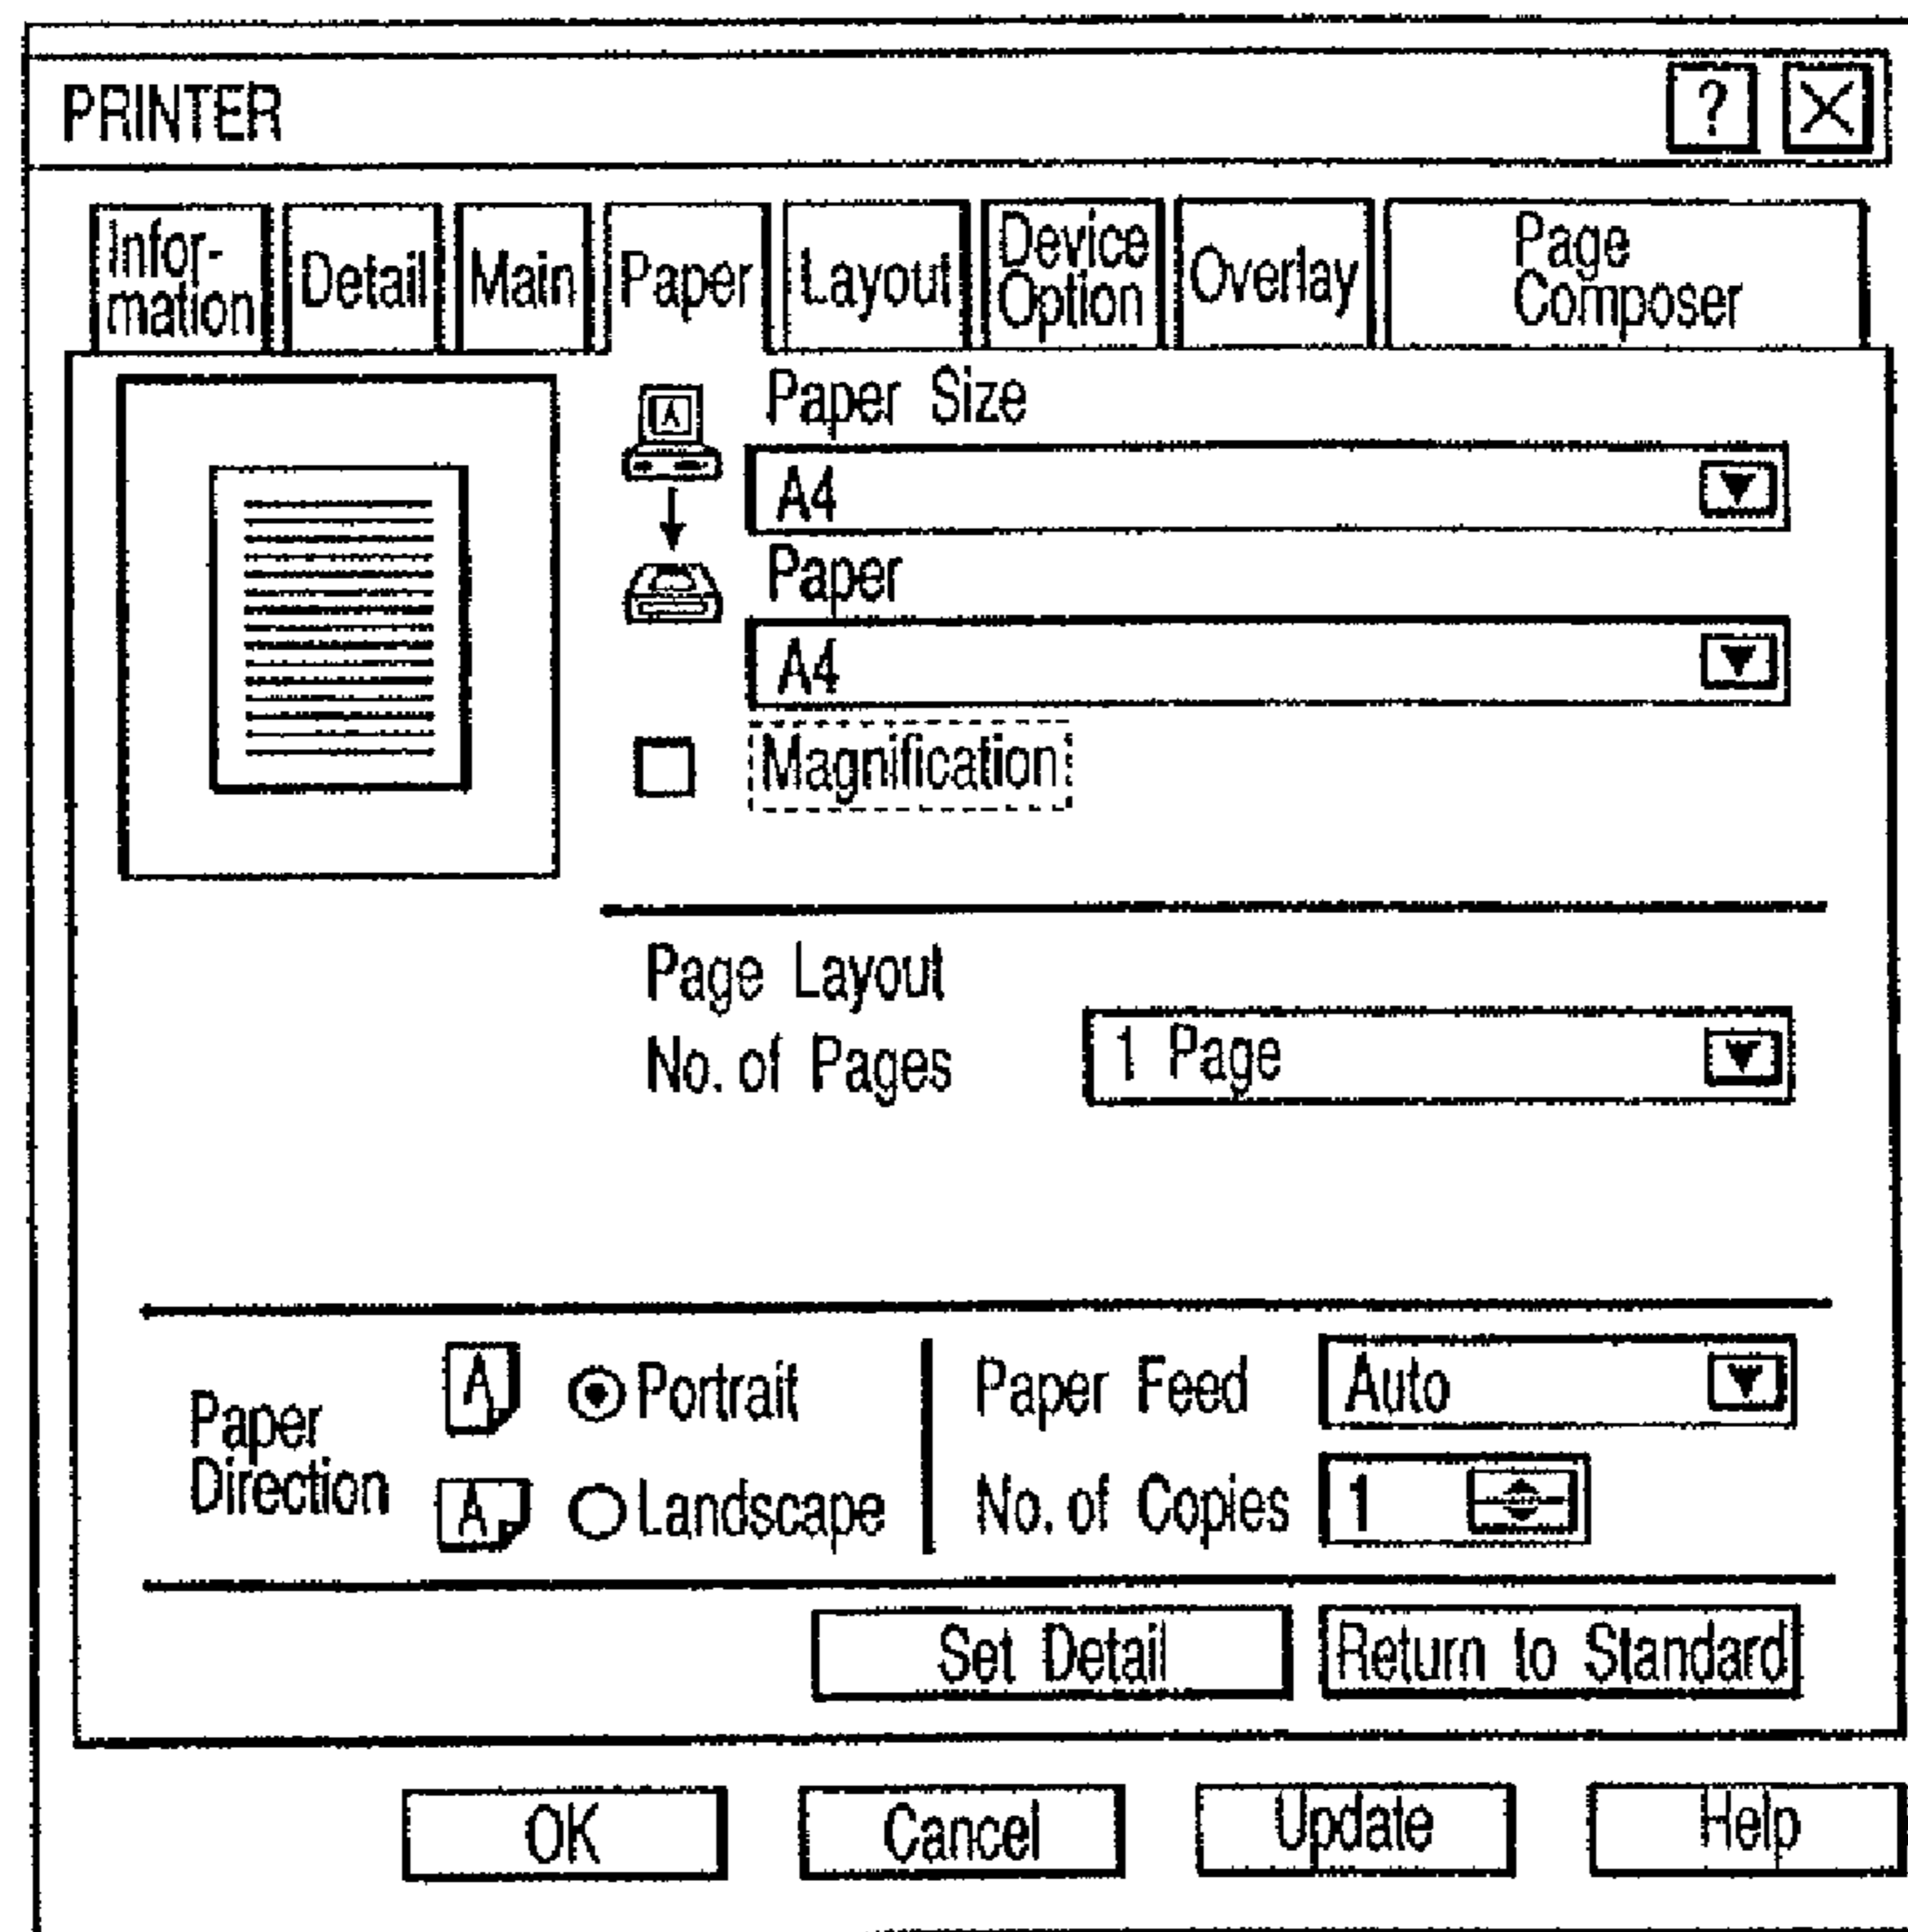 PRINTER ?
Infor-
mation
Detail
Main
Paper
Layout
Device
Option
Overlay
Page
Composer
A
Paper Size
A4
Paper
A4
Magnification
Page Layout
No. of Pages 1 Page
Paper
Direction
A Portrait
A Landscape
Paper Feed Auto
No. of Copies 1
Set Detail Return to Standard
OK Cancel Update Help